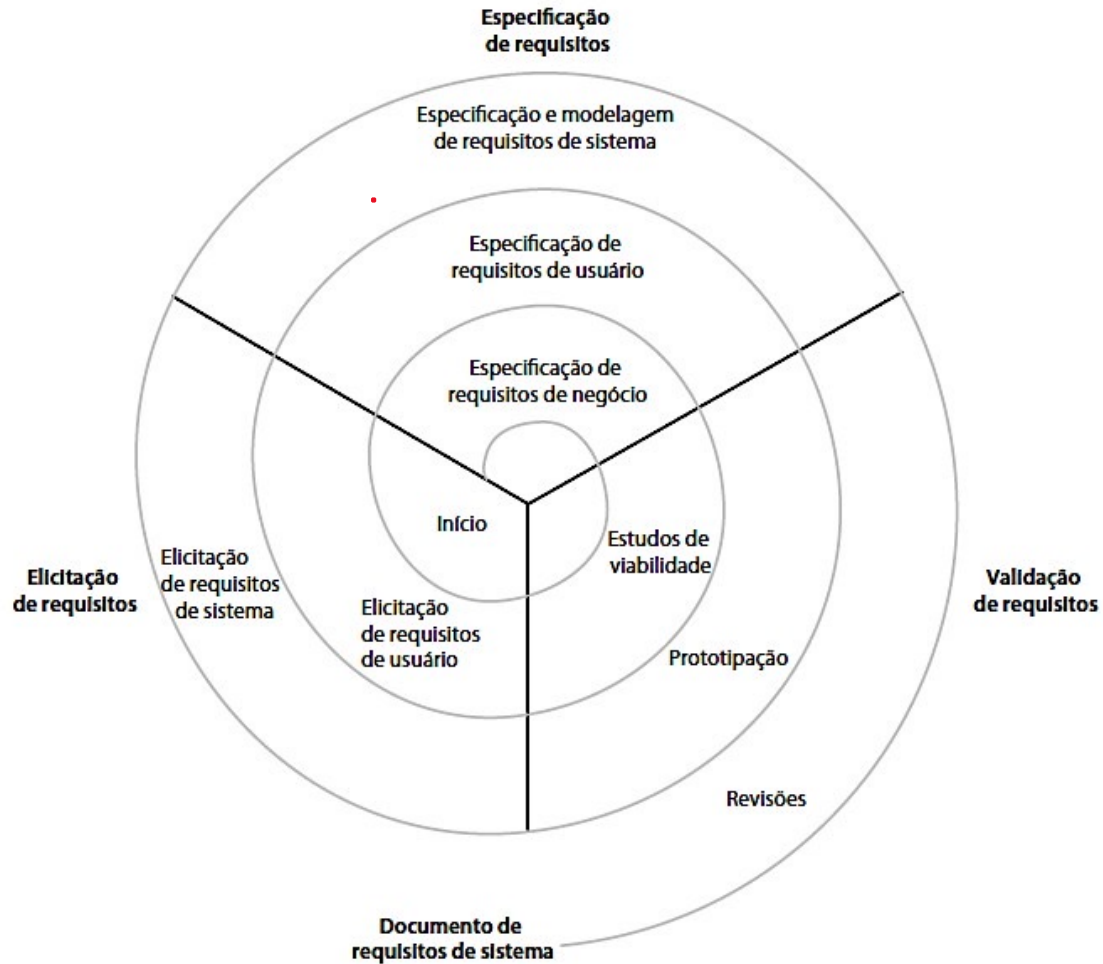 Especificação
de requisitos
Especificação e modelagem
de requisitos de sistema
Especificação de
requisitos de usuário
Especificação de
requisitos de negócio
Início
Estudos de
viabilidade
Elicitação
de requisitos
Elicitação
de requisitos
de sistema
Validação
de requisitos
Elicitação
de requisitos
de usuário
Prototipação
Revisões
Documento de
requisitos de sistema